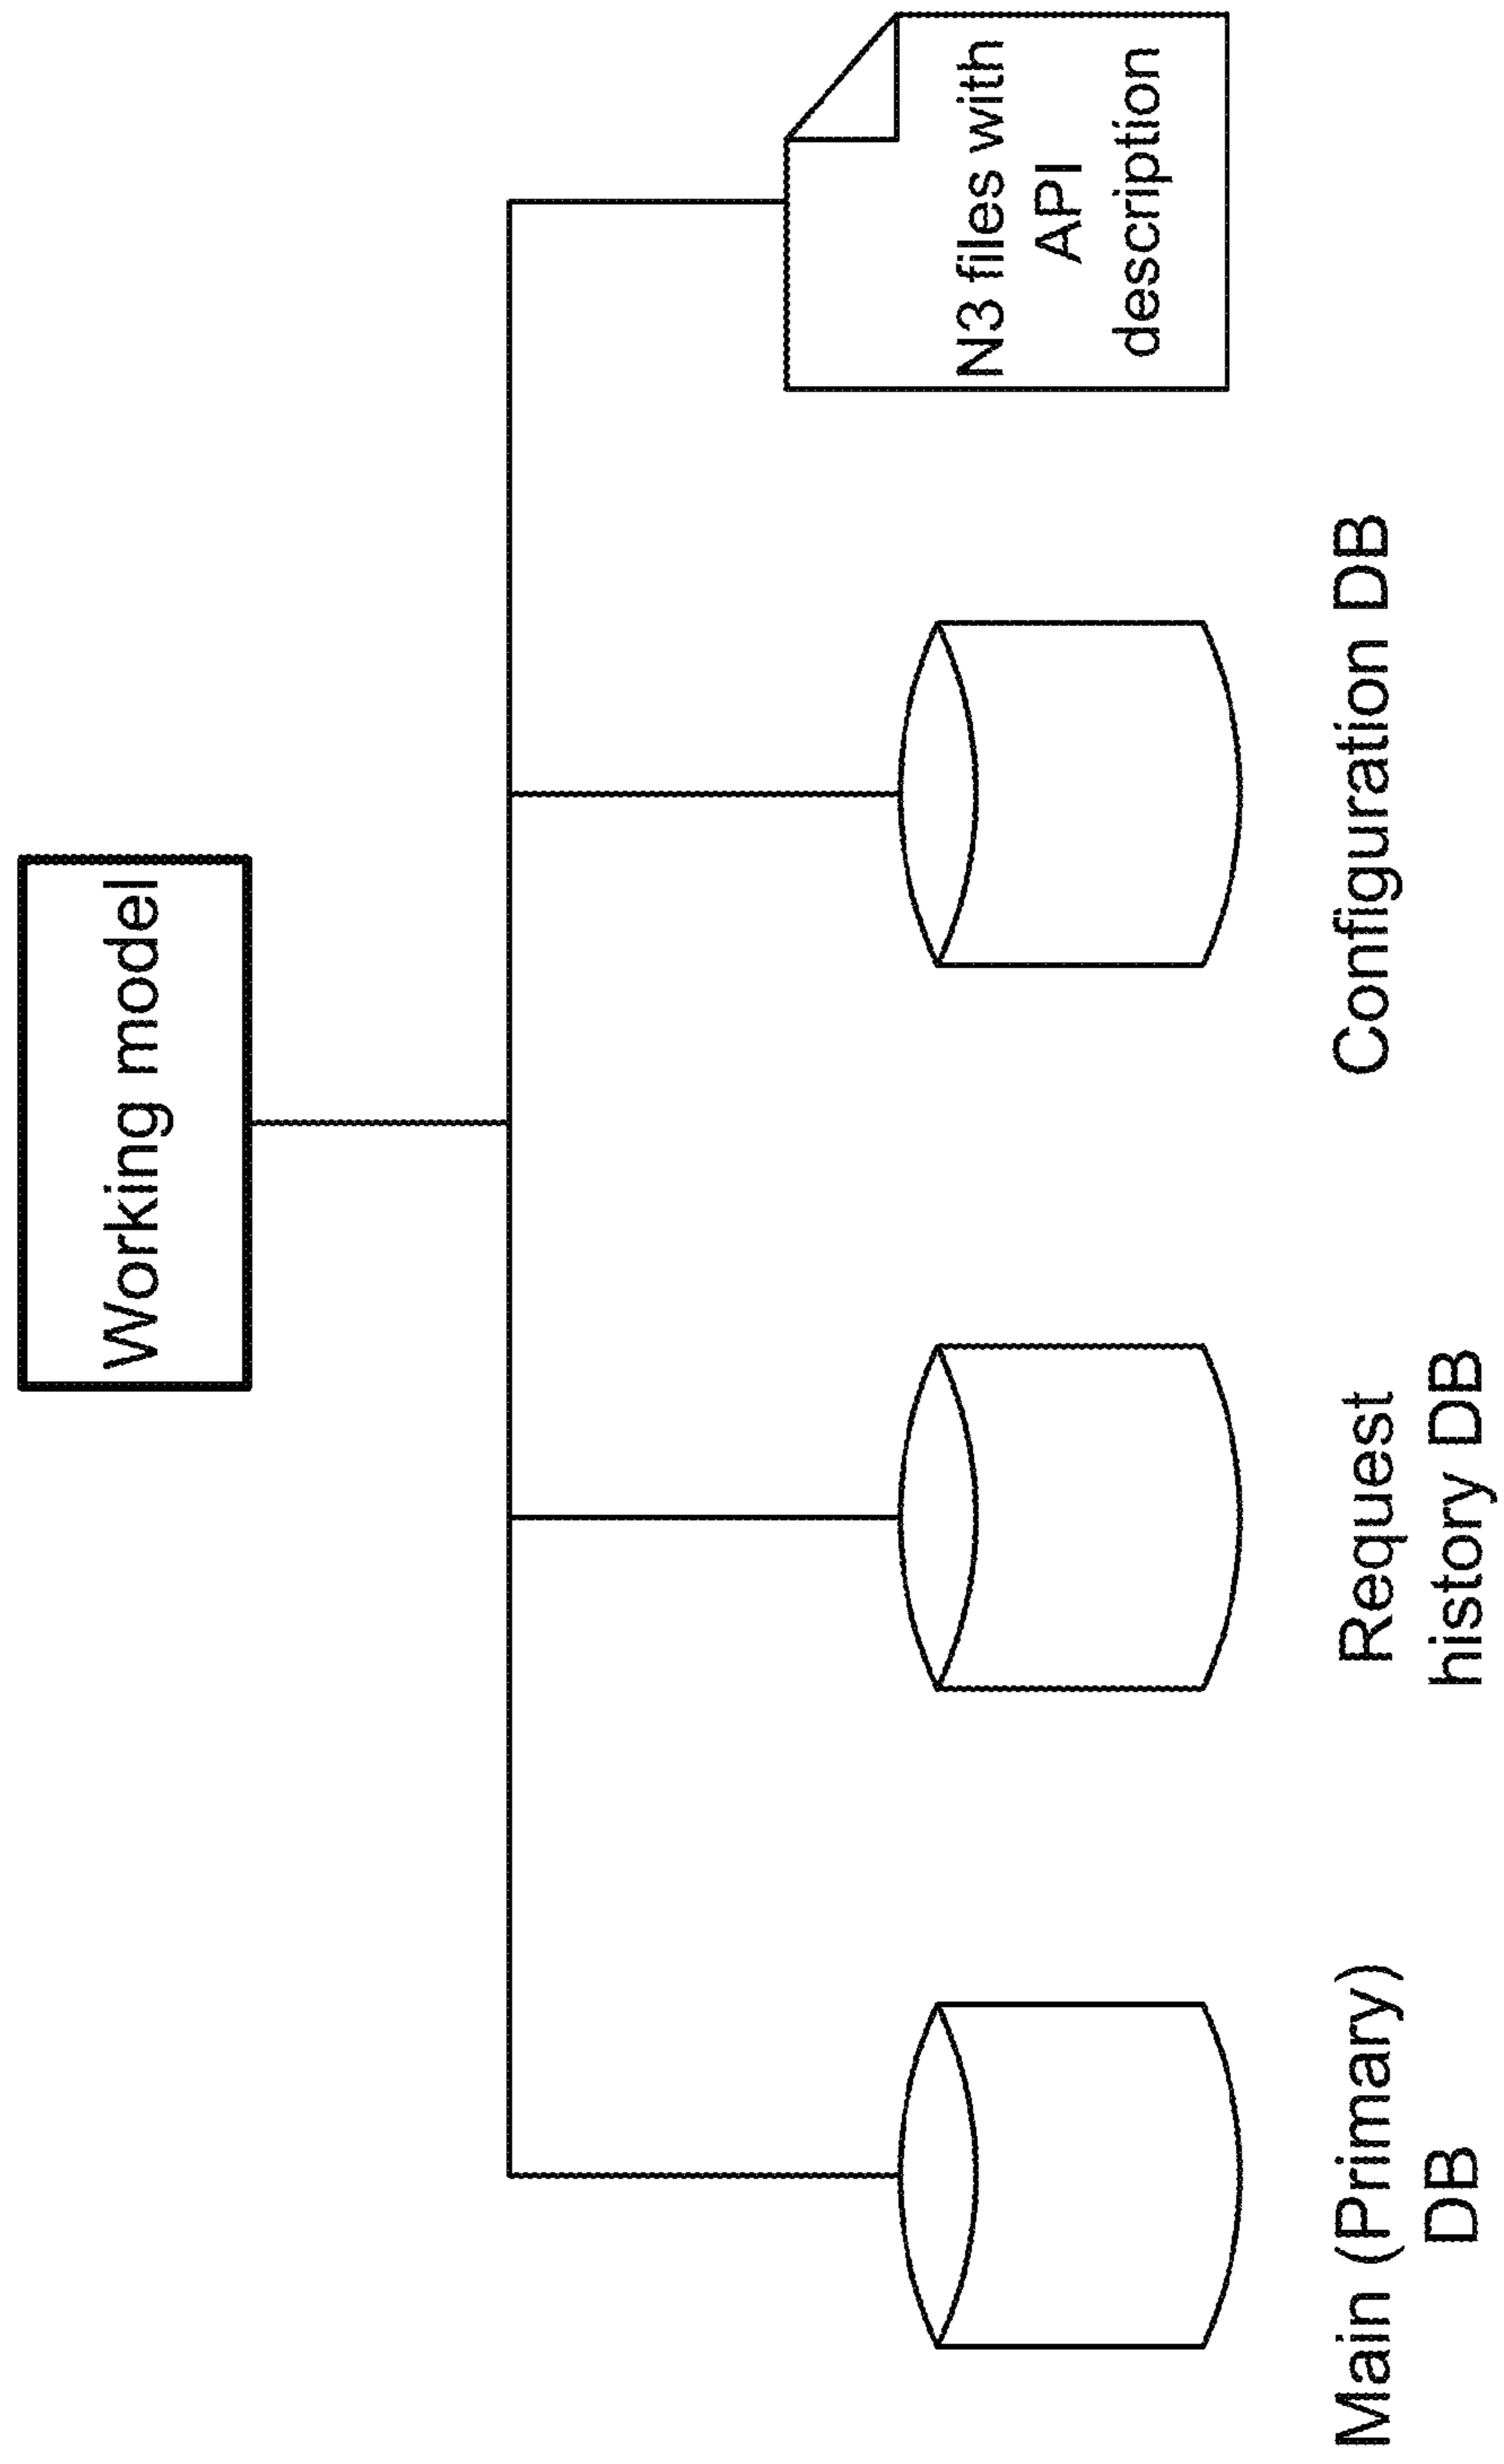 Working model
Main (Primary)
DB
Request
history DB
Configuration DB
N3 files with
API
description